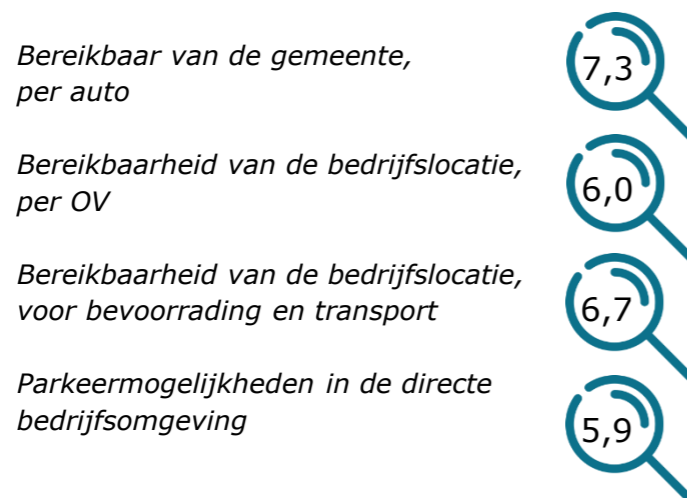 Bereikbaar van de gemeente,
per auto
7,3
Bereikbaarheid van de bedrijfslocatie,
per OV
6,0
Bereikbaarheid van de bedrijfslocatie,
voor bevoorrading en transport
6,7
Parkeermogelijkheden in de directe
bedrijfsomgeving
5,9